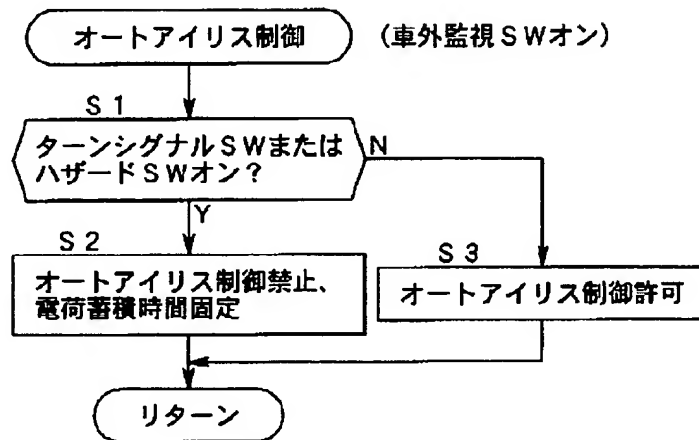 オートアイリス制御
(車外監視SWオン)
S1
ターンシグナルSWまたは
ハザードSWオン?
N
Y
S2
オートアイリス制御禁止、
電荷蓄積時間固定
S3
オートアイリス制御許可
リターン